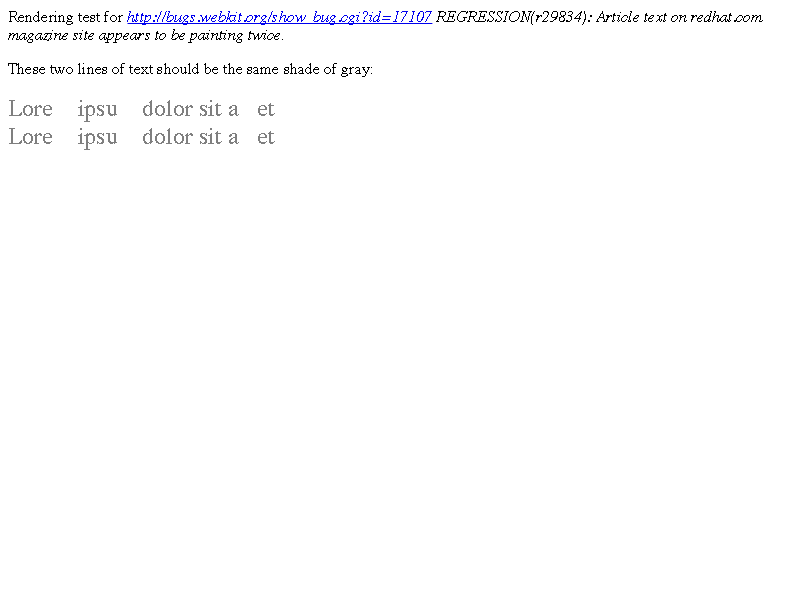 Rendering test for http://bugs.webkit.org/show_bug.cgi?id=17107 REGRESSION(r29834): Article text on redhat.com
magazine site appears to be painting twice.
These two lines of text should be the same shade of gray:
Lore ipsu dolor sit a et
Lore ipsu dolor sit a et